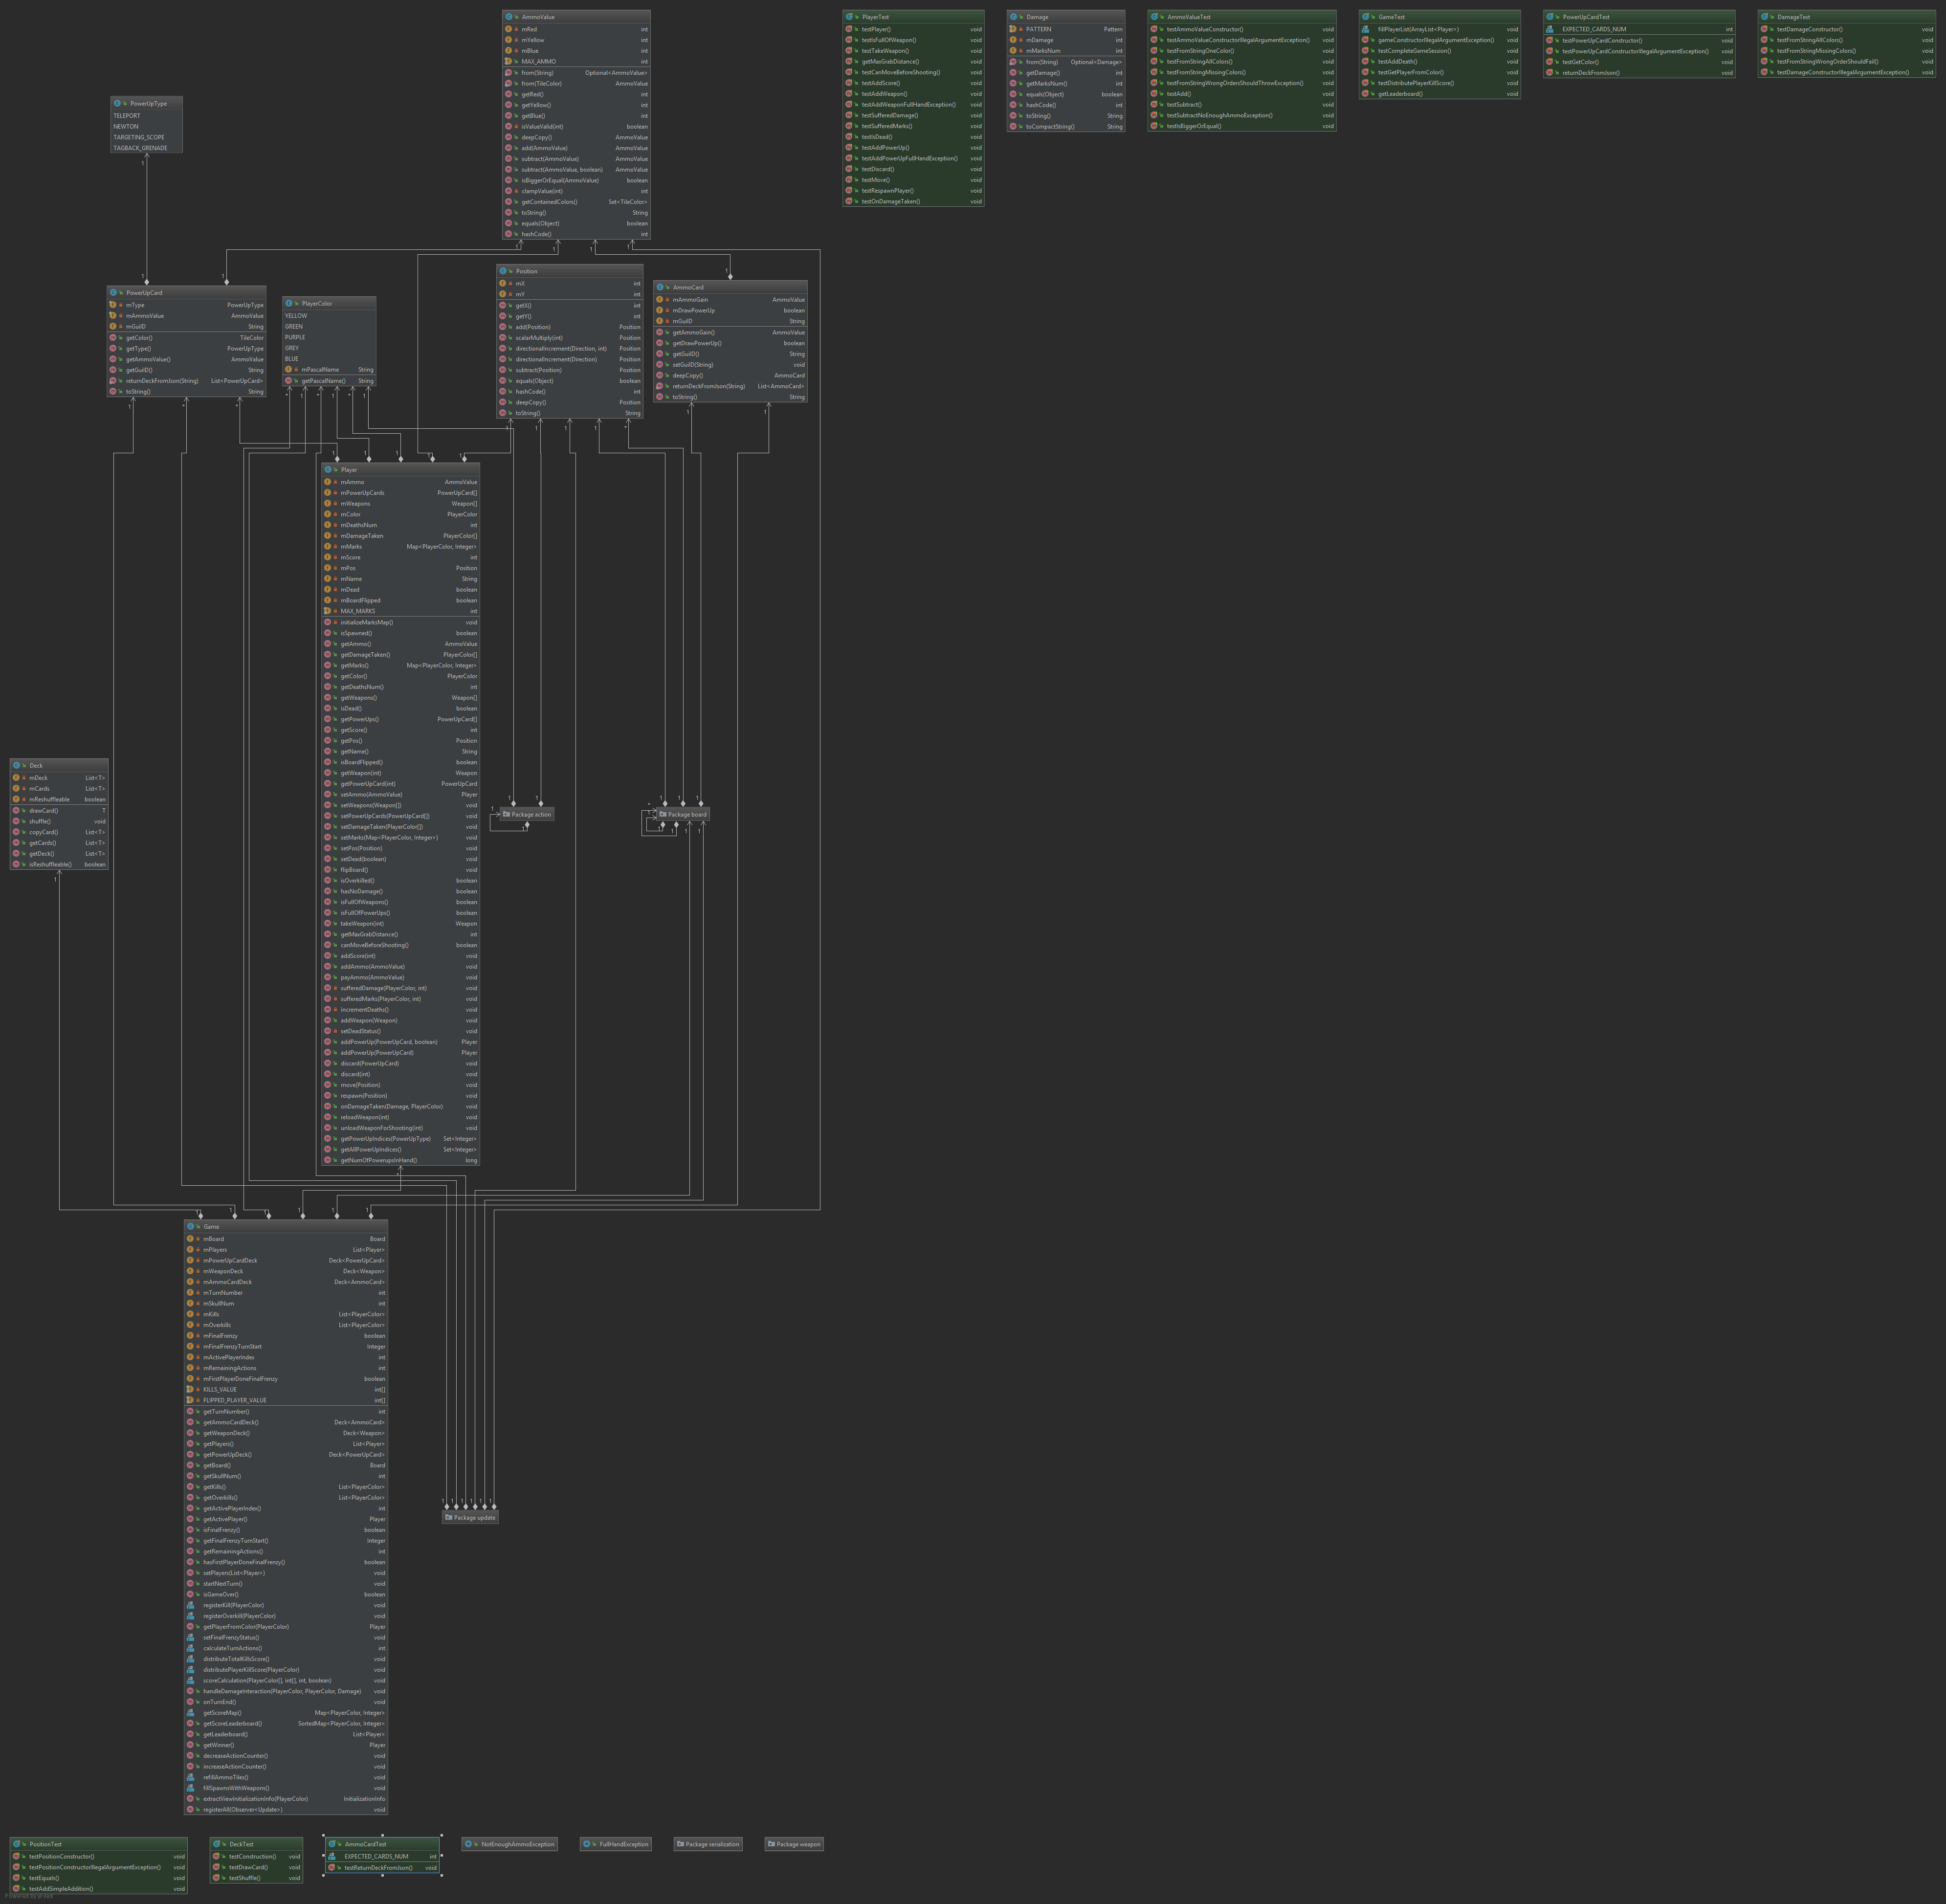 AmmoValue
mRed int
mYellow int
mBlue int
MAX_AMMO int
from(String) Optional<AmmoValue>
from(TileColor) AmmoValue
getRed() int
getYellow() int
getBlue() int
isValueValid(int) boolean
deepCopy() AmmoValue
add(AmmoValue) AmmoValue
subtract(AmmoValue) AmmoValue
subtract(AmmoValue, boolean) AmmoValue
isBiggerOrEqual(AmmoValue) boolean
clampValue(int) int
getContainedColors() Set<TileColor>
toString() String
equals(Object) boolean
hashCode() int
PlayerTest
testPlayer() void
testIsFullOfWeapon() void
testTakeWeapon() void
getMaxGrabDistance() void
testCanMoveBeforeShooting() void
testAddScore() void
testAddWeapon() void
testAddWeaponFullHandException() void
testSufferedDamage() void
testSufferedMarks() void
testIsDead() void
testAddPowerUp() void
testAddPowerUpFullHandException() void
testDiscard() void
testMove() void
testRespawnPlayer() void
testOnDamageTaken() void
Damage
PATTERN Pattern
mDamage int
mMarksNum int
from(String) Optional<Damage>
getDamage() int
getMarksNum() int
equals(Object) boolean
hashCode() int
toString() String
toCompactString() String
AmmoValueTest
testAmmoValueConstructor() void
testAmmoValueConstructorIllegalArgumentException() void
testFromStringOneColor() void
testFromStringAllColors() void
testFromStringMissingColors() void
testFromStringWrongOrdersShouldThrowException() void
testAdd() void
testSubtract() void
testSubtractNoEnoughAmmoException() void
testIsBiggerOrEqual() void
GameTest
fillPlayerList(ArrayList<Player>) void
gameConstructorIllegalArgumentException() void
testCompleteGameSession() void
testAddDeath() void
testGetPlayerFromColor() void
testDistributePlayerKillScore() void
getLeaderboard() void
PowerUpCardTest
EXPECTED_CARDS_NUM int
testPowerUpCardConstructor() void
testPowerUpCardConstructorIllegalArgumentException() void
testGetColor() void
returnDeckFromJson() void
DamageTest
testDamageConstructor() void
testFromStringAllColors() void
testFromStringMissingColors() void
testFromStringWrongOrderShouldFail() void
testDamageConstructorIllegalArgumentException() void
PowerUpType
TELEPORT
NEWTON
TARGETING_SCOPE
TAGBACK_GRENADE
PowerUpCard
mType PowerUpType
mAmmoValue AmmoValue
mGuiID String
getColor() TileColor
getType() PowerUpType
getAmmoValue() AmmoValue
getGuiID() String
returnDeckFromJson(String) List<PowerUpCard>
toString() String
PlayerColor
YELLOW
GREEN
PURPLE
GREY
BLUE
mPascalName String
getPascalName() String
Position
mX int
mY int
getX() int
getY() int
add(Position) Position
scalarMultiply(int) Position
directionalIncrement(Direction, int) Position
directionalIncrement(Direction) Position
subtract(Position) Position
equals(Object) boolean
hashCode() int
deepCopy() Position
toString() String
AmmoCard
mAmmoGain AmmoValue
mDrawPowerUp boolean
mGuiID String
getAmmoGain() AmmoValue
getDrawPowerUp() boolean
getGuiID() String
setGuiID(String) void
deepCopy() AmmoCard
returnDeckFromJson(String) List<AmmoCard>
toString() String
Player
mAmmo AmmoValue
mPowerUpCards PowerUpCard[]
mWeapons Weapon[]
mColor PlayerColor
mDeathsNum int
mDamageTaken PlayerColor[]
mMarks Map<PlayerColor, Integer>
mScore int
mPos Position
mName String
mDead boolean
mBoardFlipped boolean
MAX_MARKS int
initializeMarksMap() void
isSpawned() boolean
getAmmo() AmmoValue
getDamageTaken() PlayerColor[]
getMarks() Map<PlayerColor, Integer>
getColor() PlayerColor
getDeathsNum() int
getWeapons() Weapon[]
isDead() boolean
getPowerUps() PowerUpCard[]
getScore() int
getPos() Position
getName() String
isBoardFlipped() boolean
getWeapon(int) Weapon
getPowerUpCard(int) PowerUpCard
setAmmo(AmmoValue) Player
setWeapons(Weapon[]) void
setPowerUpCards(PowerUpCard[]) void
setDamageTaken(PlayerColor[]) void
setMarks(Map<PlayerColor, Integer>) void
setPos(Position) void
setDead(boolean) void
flipBoard() void
isOverkilled() boolean
hasNoDamage() boolean
isFullOfWeapons() boolean
isFullOfPowerUps() boolean
takeWeapon(int) Weapon
getMaxGrabDistance() int
canMoveBeforeShooting() boolean
addScore(int) void
addAmmo(AmmoValue) void
payAmmo(AmmoValue) void
sufferedDamage(PlayerColor, int) void
sufferedMarks(PlayerColor, int) void
incrementDeaths() void
addWeapon(Weapon) void
setDeadStatus() void
addPowerUp(PowerUpCard, boolean) Player
addPowerUp(PowerUpCard) Player
discard(PowerUpCard) void
discard(int) void
move(Position) void
respawn(Position) void
onDamageTaken(Damage, PlayerColor) void
reloadWeapon(int) void
unloadWeaponForShooting(int) void
getPowerUpIndices(PowerUpType) Set<Integer>
getAllPowerUpIndices() Set<Integer>
getNumOfPowerupsInHand() long
Deck
mDeck List<T>
mCards List<T>
mReshuffleable boolean
drawCard() T
shuffle() void
copyCard() List<T>
getCards() List<T>
getDeck() List<T>
isReshuffleable() boolean
Package action
Package board
Game
mBoard Board
mPlayers List<Player>
mPowerUpCardDeck Deck<PowerUpCard>
mWeaponDeck Deck<Weapon>
mAmmoCardDeck Deck<AmmoCard>
mTurnNumber int
mSkullNum int
mKills List<PlayerColor>
mOverkills List<PlayerColor>
mFinalFrenzy boolean
mFinalFrenzyTurnStart Integer
mActivePlayerIndex int
mRemainingActions int
mFirstPlayerDoneFinalFrenzy boolean
KILLS_VALUE int[]
FLIPPED_PLAYER_VALUE int[]
getTurnNumber() int
getAmmoCardDeck() Deck<AmmoCard>
getWeaponDeck() Deck<Weapon>
getPlayers() List<Player>
getPowerUpDeck() Deck<PowerUpCard>
getBoard() Board
getSkullNum() int
getKills() List<PlayerColor>
getOverkills() List<PlayerColor>
getActivePlayerIndex() int
getActivePlayer() Player
isFinalFrenzy() boolean
getFinalFrenzyTurnStart() Integer
getRemainingActions() int
hasFirstPlayerDoneFinalFrenzy() boolean
setPlayers(List<Player>) void
startNextTurn() void
isGameOver() boolean
registerKill(PlayerColor) void
registerOverkill(PlayerColor) void
getPlayerFromColor(PlayerColor) Player
setFinalFrenzyStatus() void
calculateTurnActions() int
distributeTotalKillsScore() void
distributePlayerKillScore(PlayerColor) void
scoreCalculation(PlayerColor[], int[], int, boolean) void
handleDamageInteraction(PlayerColor, PlayerColor, Damage) void
onTurnEnd() void
getScoreMap() Map<PlayerColor, Integer>
getScoreLeaderboard() SortedMap<PlayerColor, Integer>
getLeaderboard() List<Player>
getWinner() Player
decreaseActionCounter() void
increaseActionCounter() void
refillAmmoTiles() void
fillSpawnsWithWeapons() void
extractViewInitializationInfo(PlayerColor) InitializationInfo
registerAll(Observer<Update>) void
Package update
PositionTest
testPositionConstructor() void
testPositionConstructorIllegalArgumentException() void
testEquals() void
testAddSimpleAddition() void
DeckTest
testConstruction() void
testDrawCard() void
testShuffle() void
AmmoCardTest
EXPECTED_CARDS_NUM int
testReturnDeckFromJson() void
NotEnoughAmmoException
FullHandException
Package serialization
Package weapon
Powered by yFiles